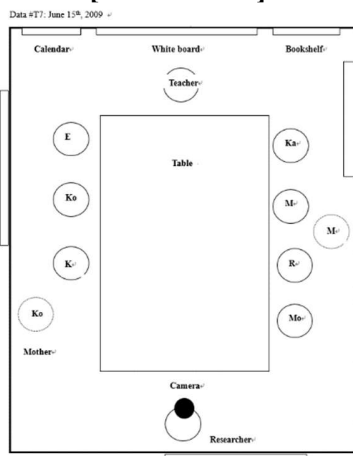 Data #T7: June 15th, 2009
Calendar
White board
Bookshelf
Teacher
E
Ka
Table
Ko
M
M
K
R
Ko
Mo
Mother
Camera
Researcher